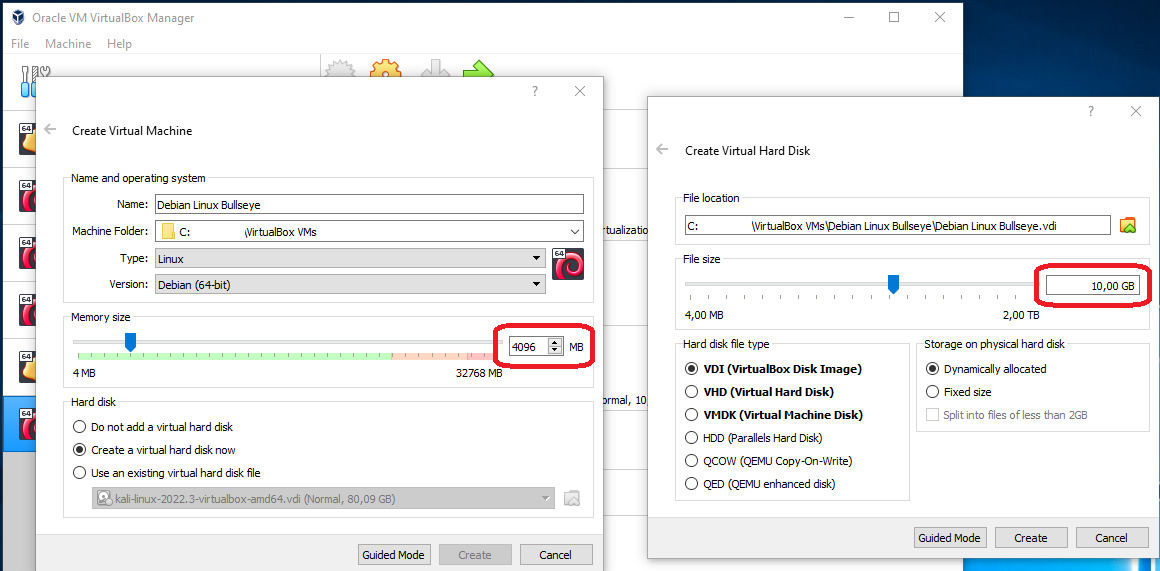 Oracle VM VirtualBox Manager
File Machine Help
64
64
64
64
64
64
rtualizatio
ormal, 10
?
Create Virtual Machine
Name and operating system
Name: Debian Linux Bullseye
Machine Folder: C: \VirtualBox VMs
Type: Linux
64
Version: Debian (64-bit)
Memory size
4096 MB
4 MB 32768 MB
Hard disk
Do not add a virtual hard disk
Create a virtual hard disk now
Use an existing virtual hard disk file
kali-linux-2022.3-virtualbox-amd64.vdi (Normal, 80,09 GB)
Guided Mode Create Cancel
?
Create Virtual Hard Disk
File location
C: \VirtualBox VMs\Debian Linux Bullseye\Debian Linux Bullseye.vdi
File size
10,00 GB
4,00 MB 2,00 TB
Hard disk file type
VDI (VirtualBox Disk Image)
VHD (Virtual Hard Disk)
VMDK (Virtual Machine Disk)
HDD (Parallels Hard Disk)
QCOW (QEMU Copy-On-Write)
QED (QEMU enhanced disk)
Storage on physical hard disk
Dynamically allocated
Fixed size
Split into files of less than 2GB
Guided Mode Create Cancel